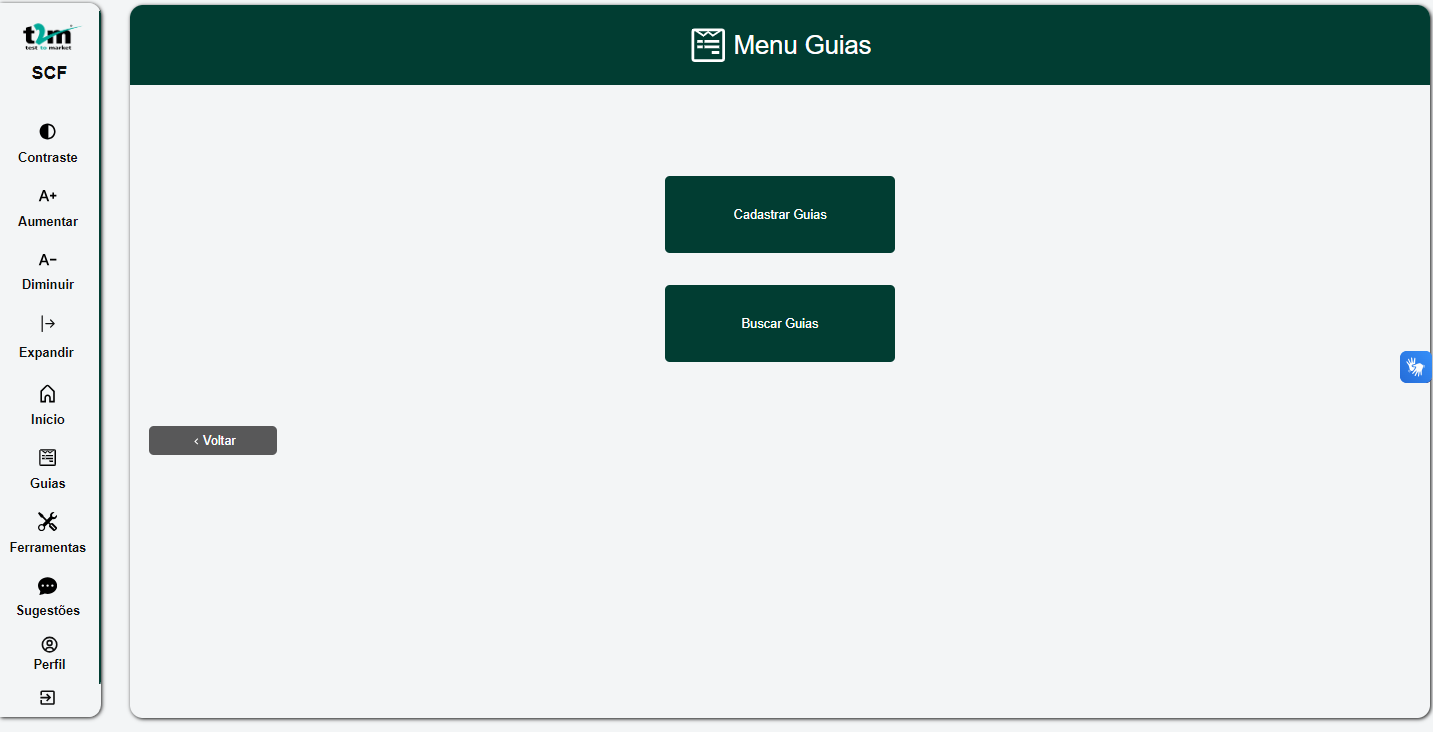 t2m
test to market
SCF
Contraste
A+
Aumentar
A-
Diminuir
Expandir
Início
Guias
Ferramentas
Sugestões
Perfil
Menu Guias
Cadastrar Guias
Buscar Guias
‹ Voltar